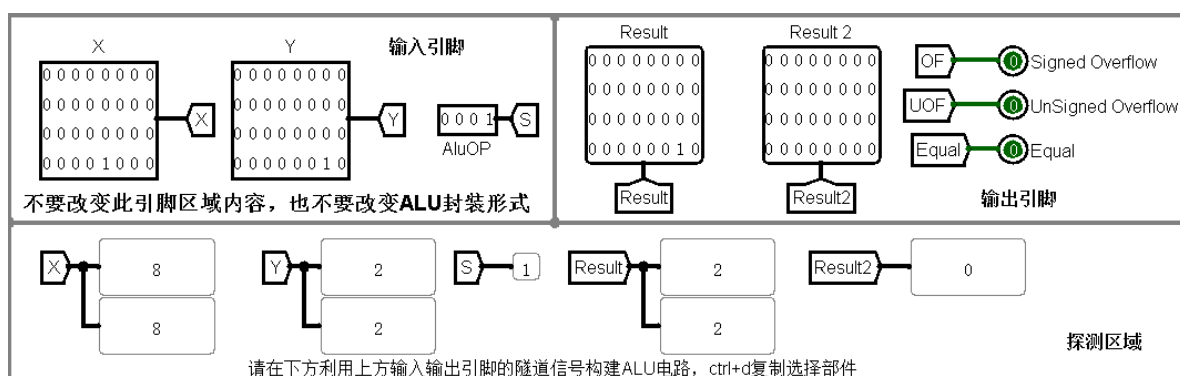 X Y 输入引脚 Result Result 2
0 0 0 0 0 0 0 0 0 0 0 0 0 0 0 0 0 0 0 0 0 0 0 0 0 0 0 0 0 0 0 0 OF 0 Signed Overflow
0 0 0 0 0 0 0 0 0 0 0 0 0 0 0 0 0 0 0 0 0 0 0 0 0 0 0 0 0 0 0 0 UOF 0 UnSigned Overflow
0 0 0 0 0 0 0 0 X 0 0 0 0 0 0 0 0 Y 0 0 0 1 S 0 0 0 0 0 0 0 0 0 0 0 0 0 0 0 0
0 0 0 0 1 0 0 0 0 0 0 0 0 0 1 0 AluOP 0 0 0 0 0 0 1 0 0 0 0 0 0 0 0 0 Equal 0 Equal
不要改变此引脚区域内容，也不要改变ALU封装形式 Result Result2 输出引脚
X 8 Y 2 S 1 Result 2 Result2 0
8 2 2 探测区域
请在下方利用上方输入输出引脚的隧道信号构建ALU电路，ctrl+d复制选择部件